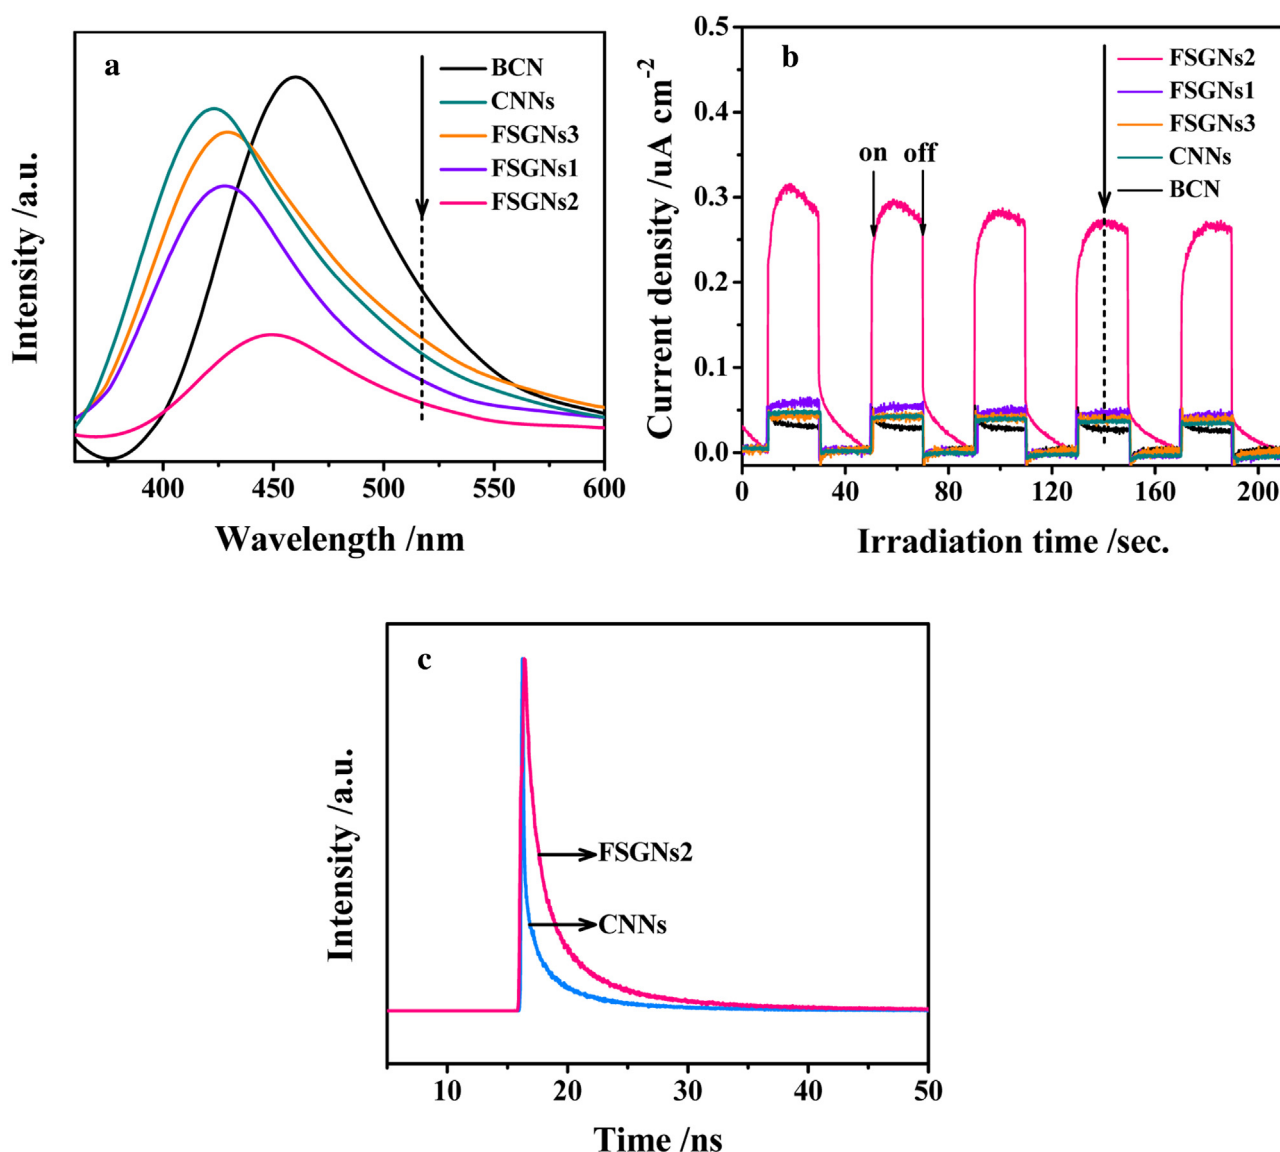 a
BCN
CNNs
FSGNs3
FSGNs1
FSGNs2
Intensity /a.u.
400 450 500 550 600
Wavelength /nm
b
FSGNs2
FSGNs1
FSGNs3
CNNs
BCN
on off
0.5
0.4
0.3
0.2
0.1
0.0
Current density /uA cm-2
0 40 80 120 160 200
Irradiation time /sec.
c
FSGNs2
CNNs
Intensity /a.u.
10 20 30 40 50
Time /ns